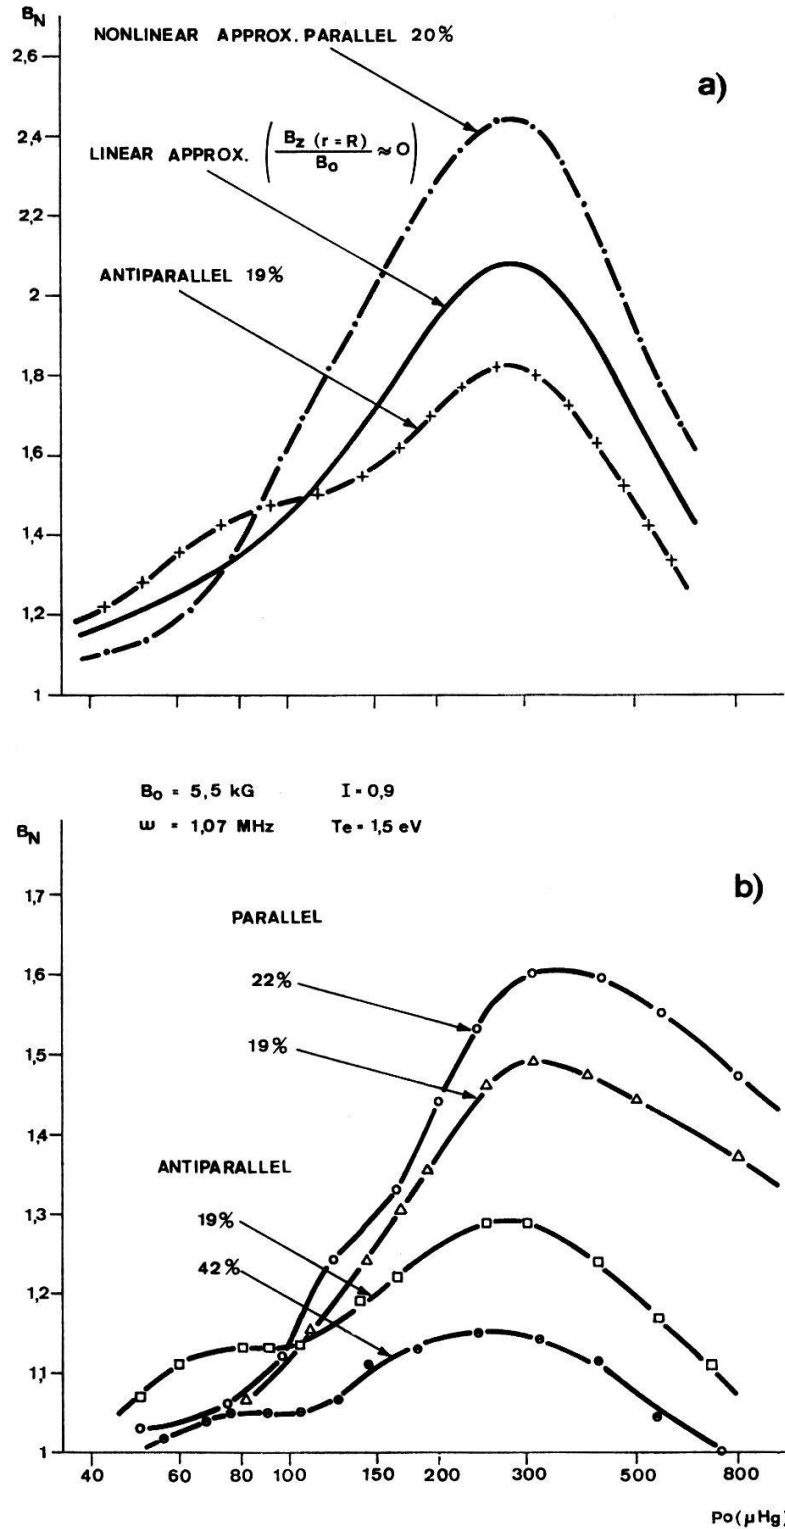 B_N
NONLINEAR APPROX. PARALLEL 20%
2,6
a)
2,4
LINEAR APPROX. (B_z (r = R) / B_o ≈ 0)
2,2
ANTIPARALLEL 19%
2
1,8
1,6
1,4
1,2
1
B_o = 5,5 kG I = 0,9
ω = 1,07 MHz Te = 1,5 eV
B_N
b)
1,7
PARALLEL
22%
1,6
19%
1,5
1,4
ANTIPARALLEL
19%
1,3
42%
1,2
1,1
1
40 60 80 100 150 200 300 500 800
Po (μHg)